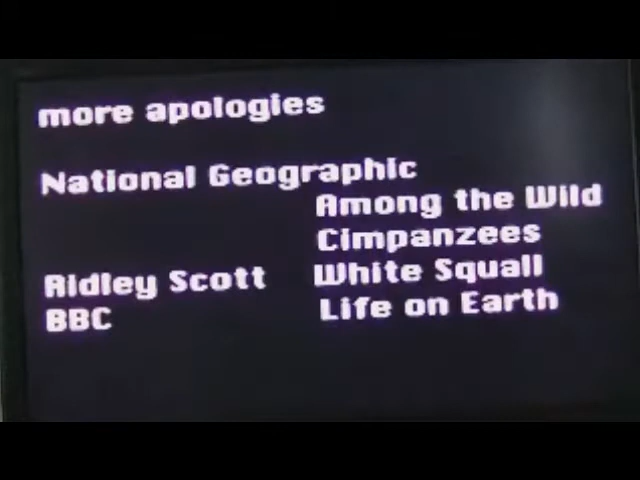 more apologies
National Geographic
Among the Wild
Cimpanzees
Ridley Scott White Squall
BBC Life on Earth